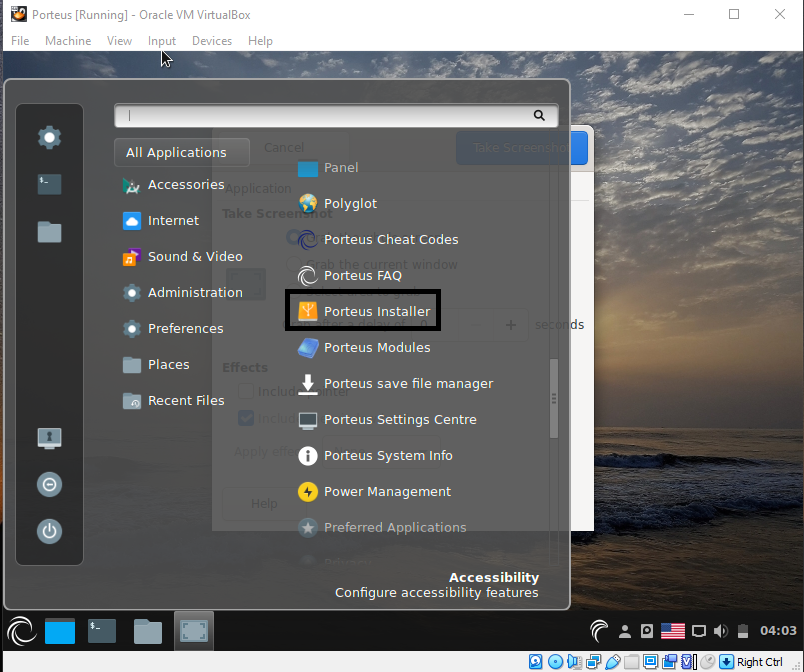 Porteus [Running] - Oracle VM VirtualBox
File Machine View Input Devices Help
Cancel
Take Screenshot
All Applications
Accessories
Internet
Sound & Video
Administration
Preferences
Places
Recent Files
Panel
Polyglot
Porteus Cheat Codes
Porteus FAQ
Porteus Installer
Porteus Modules
Porteus save file manager
Porteus Settings Centre
Porteus System Info
Power Management
Preferred Applications
Privacy
Application
Take Screenshot
Grab the current window
seconds
Effects
Include pointer
Apply effect
Help
Accessibility
Configure accessibility features
04:03
Right Ctrl